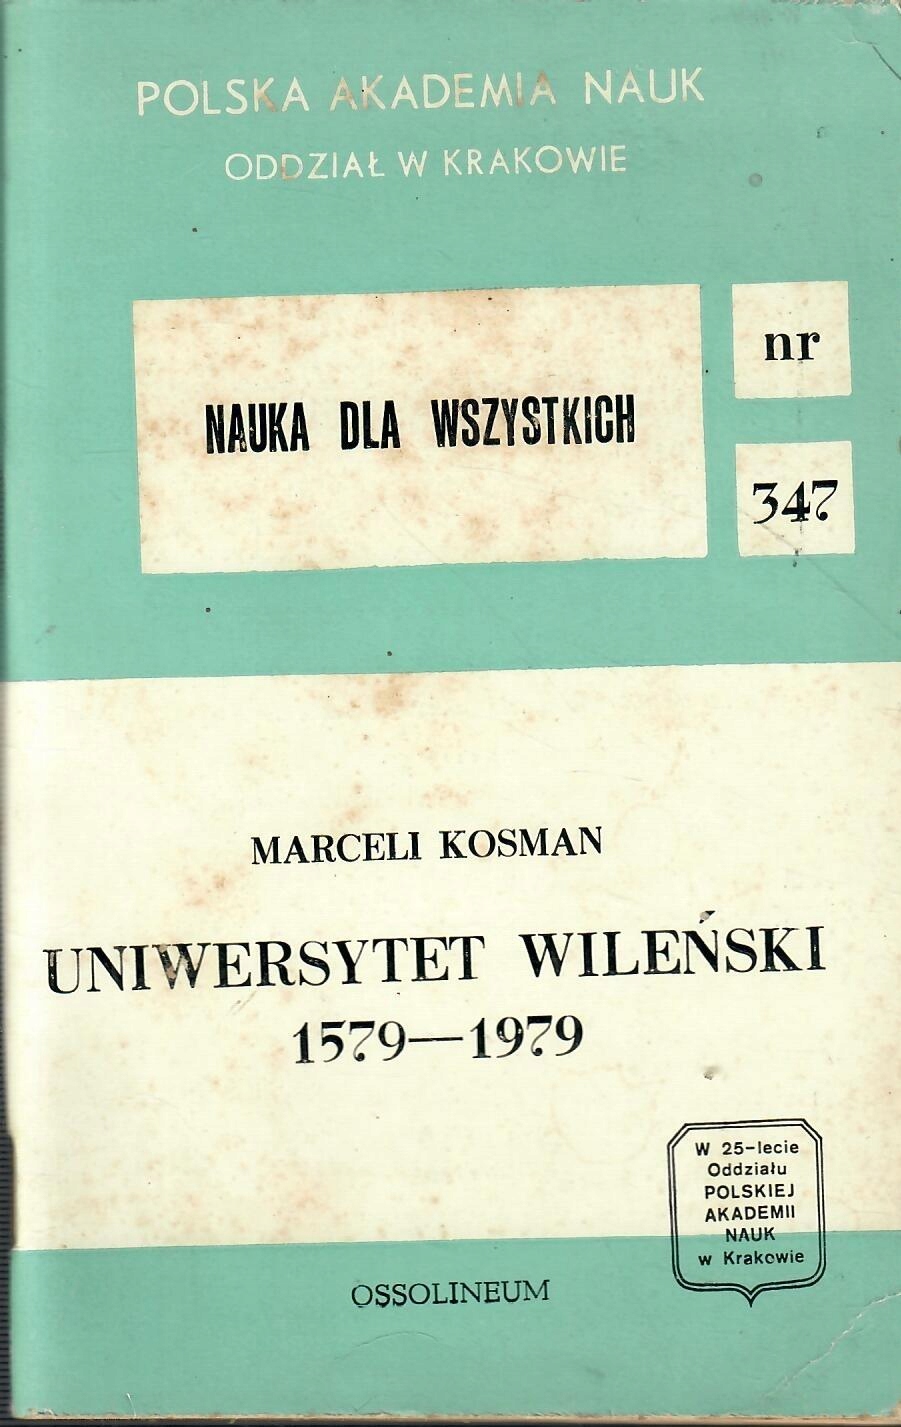 POLSKA AKADEMIA NAUK
ODDZIAŁ W KRAKOWIE
NAUKA DLA WSZYSTKICH
nr
347
MARCELI KOSMAN
UNIWERSYTET WILEŃSKI
1579—1979
W 25-lecie
Oddziału
POLSKIEJ
AKADEMII
NAUK
w Krakowie
OSSOLINEUM